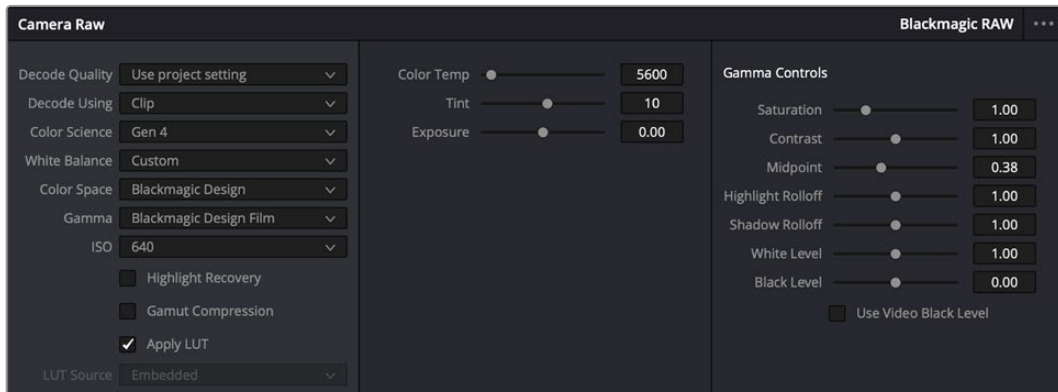 Camera Raw
Blackmagic RAW
Decode Quality Use project setting
Decode Using Clip
Color Science Gen 4
White Balance Custom
Color Space Blackmagic Design
Gamma Blackmagic Design Film
ISO 640
Highlight Recovery
Gamut Compression
Apply LUT
LUT Source Embedded
Color Temp 5600
Tint 10
Exposure 0.00
Gamma Controls
Saturation 1.00
Contrast 1.00
Midpoint 0.38
Highlight Rolloff 1.00
Shadow Rolloff 1.00
White Level 1.00
Black Level 0.00
Use Video Black Level